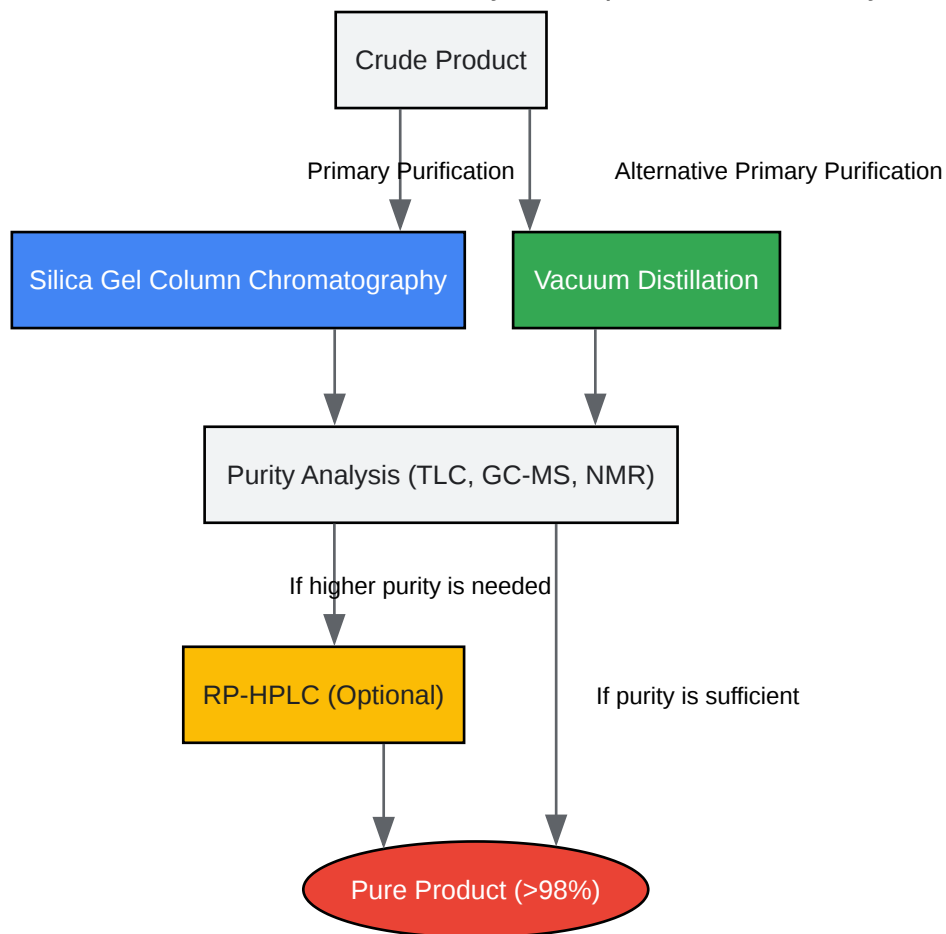 Crude Product
Primary Purification
Alternative Primary Purification
Silica Gel Column Chromatography
Vacuum Distillation
Purity Analysis (TLC, GC-MS, NMR)
If higher purity is needed
RP-HPLC (Optional)
If purity is sufficient
Pure Product (>98%)